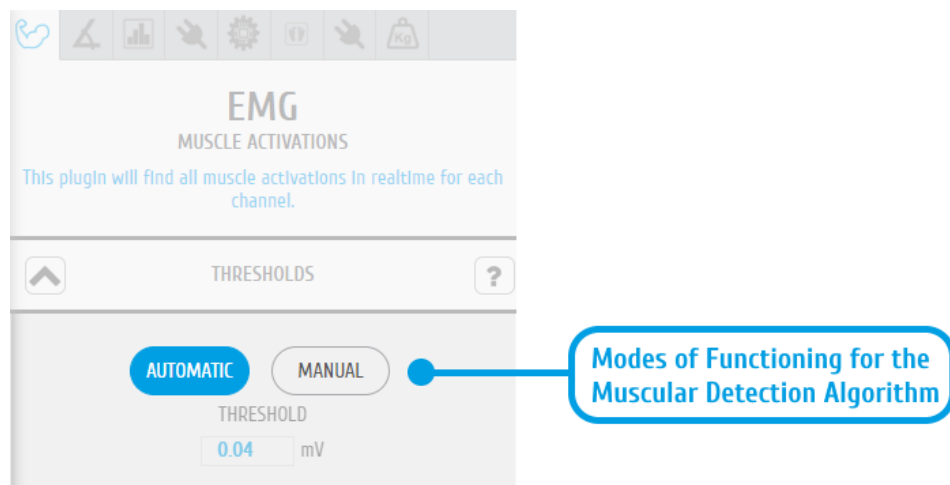 Kg
EMG
MUSCLE ACTIVATIONS
This plugin will find all muscle activations in realtime for each
channel.
THRESHOLDS
?
AUTOMATIC
MANUAL
THRESHOLD
0.04 mV
Modes of Functioning for the
Muscular Detection Algorithm